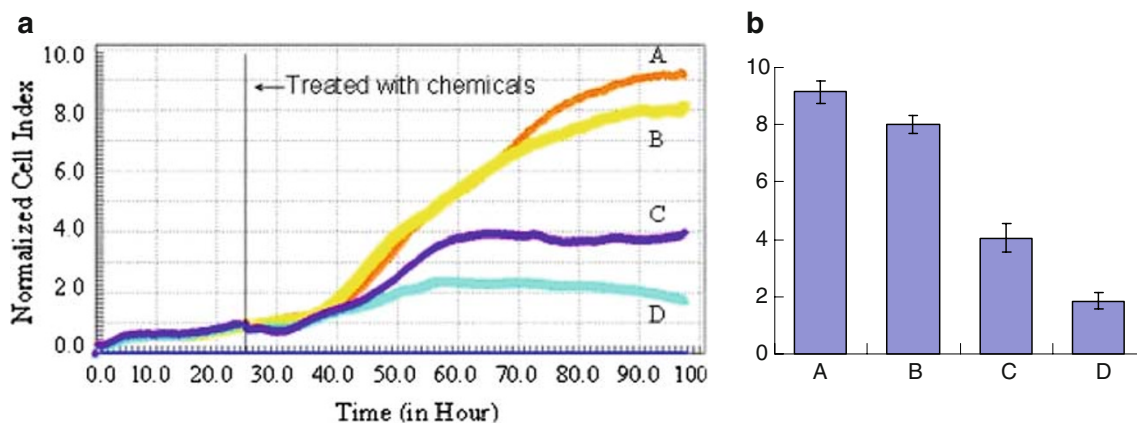 a
10.0
8.0
6.0
4.0
2 0
0.0
Normalized Cell Index
←Treated with chemicals
A
B
C
D
0.0 10.0 20.0 30.0 40.0 50.0 60.0 70.0 80.0 90.0 100
Time (in Hour)
b
10
8
6
4
2
0
A B C D